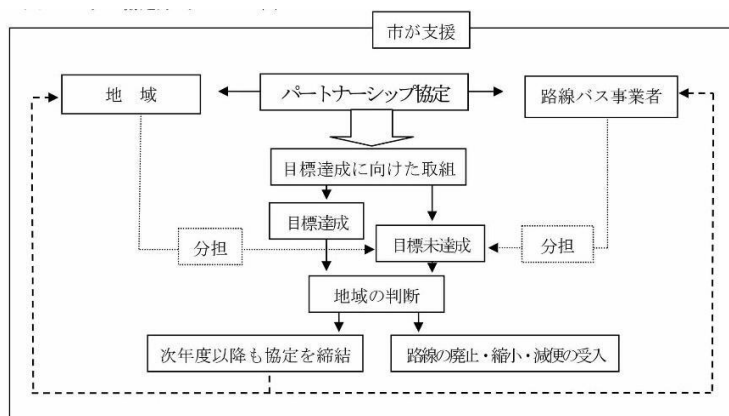 市が支援
地　域
パートナーシップ協定
路線バス事業者
目標達成に向けた取組
目標達成
分担
目標未達成
分担
地域の判断
次年度以降も協定を締結
路線の廃止・縮小・減便の受入